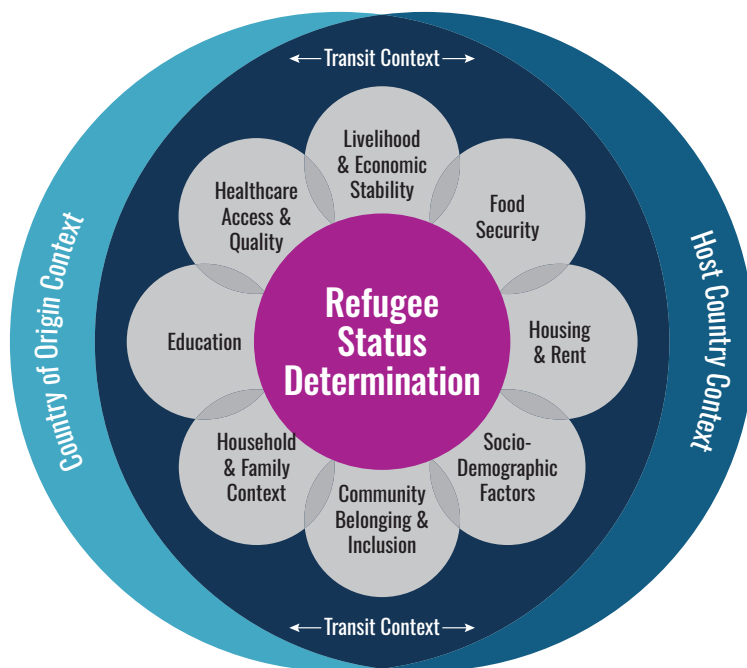 Transit Context
Livelihood
& Economic
Stability
Healthcare
Access &
Quality
Food
Security
Country of Origin Context
Host Country Context
Education
Refugee
Status
Determination
Housing
& Rent
Household
& Family
Context
Socio-
Demographic
Factors
Community
Belonging &
Inclusion
Transit Context